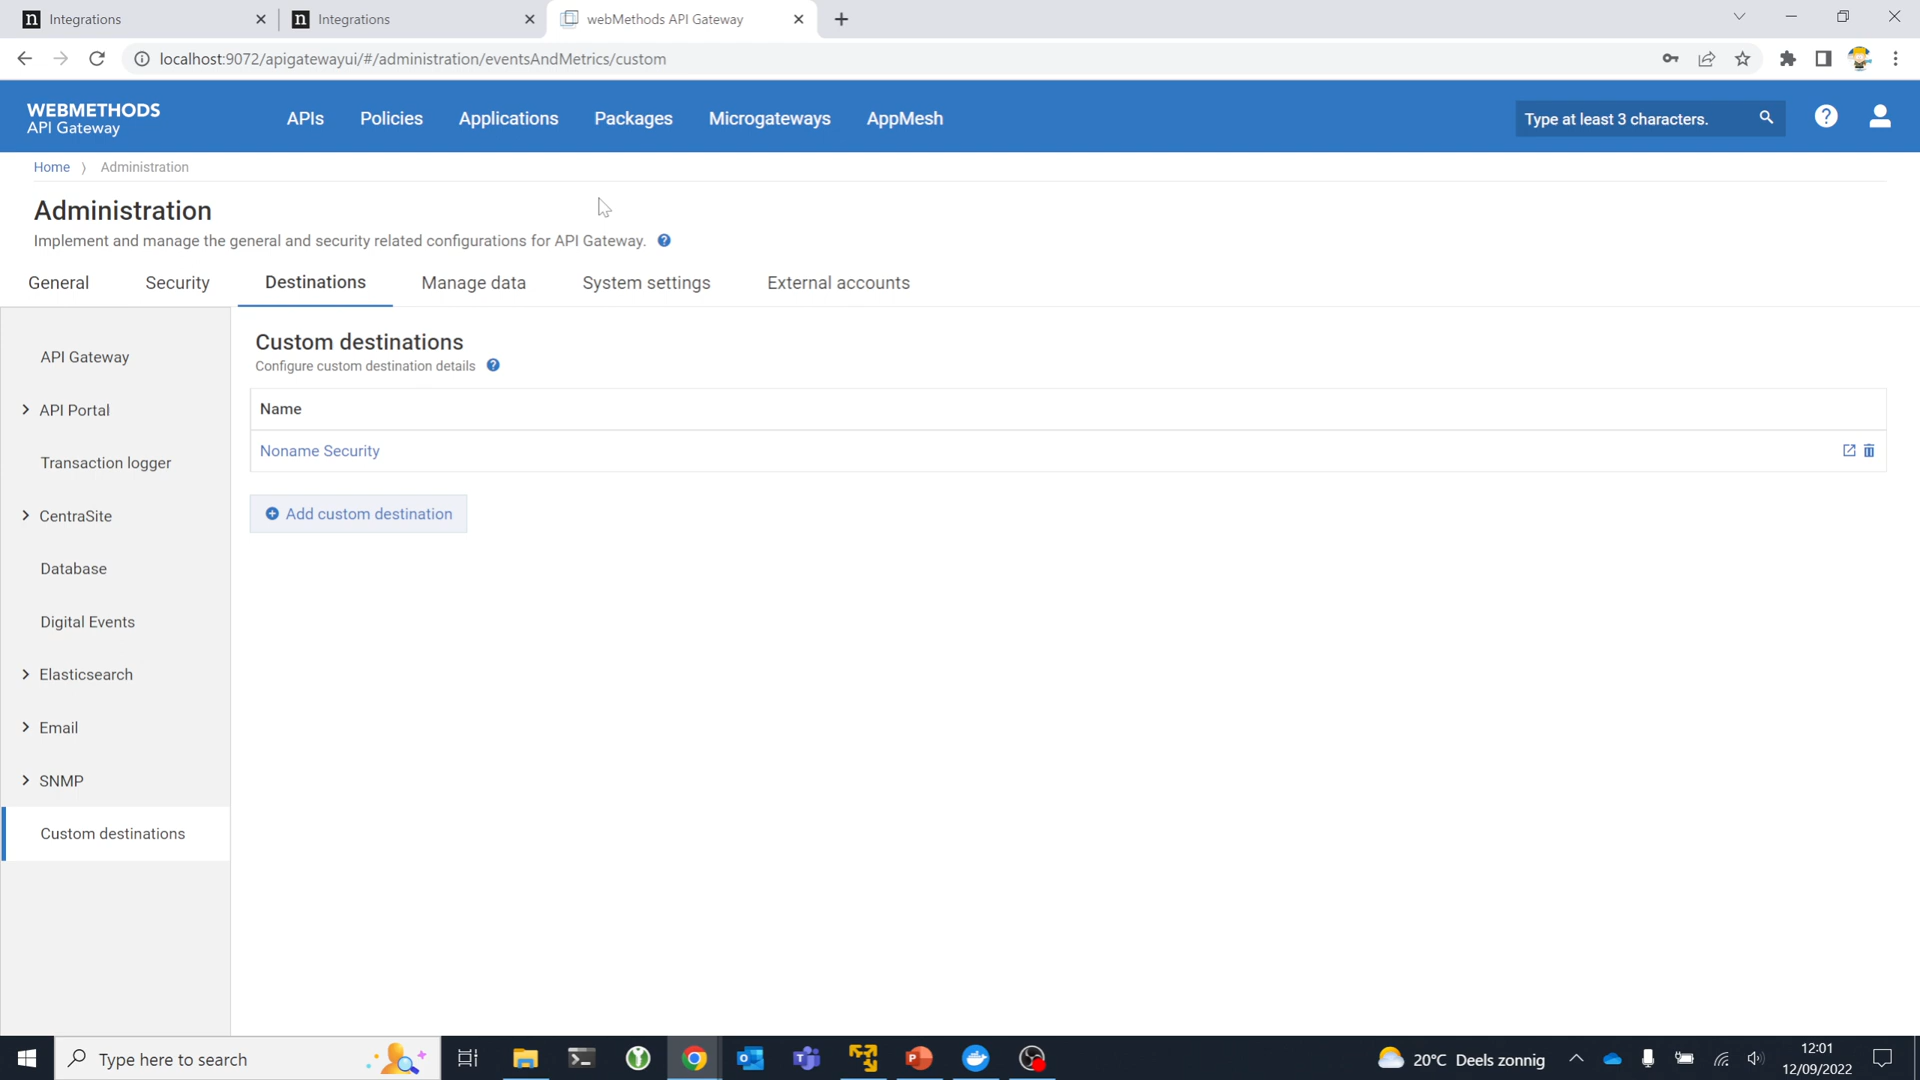 Integrations
Integrations
webMethods API Gateway
localhost:9072/apigatewayui/#/administration/eventsAndMetrics/custom
WEBMETHODS
API Gateway
APIs
Policies
Applications
Packages
Microgateways
AppMesh
Type at least 3 characters.
Home
Administration
Administration
Implement and manage the general and security related configurations for API Gateway.
General
Security
Destinations
Manage data
System settings
External accounts
API Gateway
API Portal
Transaction logger
CentraSite
Database
Digital Events
Elasticsearch
Email
SNMP
Custom destinations
Custom destinations
Configure custom destination details
Name
Noname Security
Add custom destination
Type here to search
20°C Deels zonnig
12:01
12/09/2022